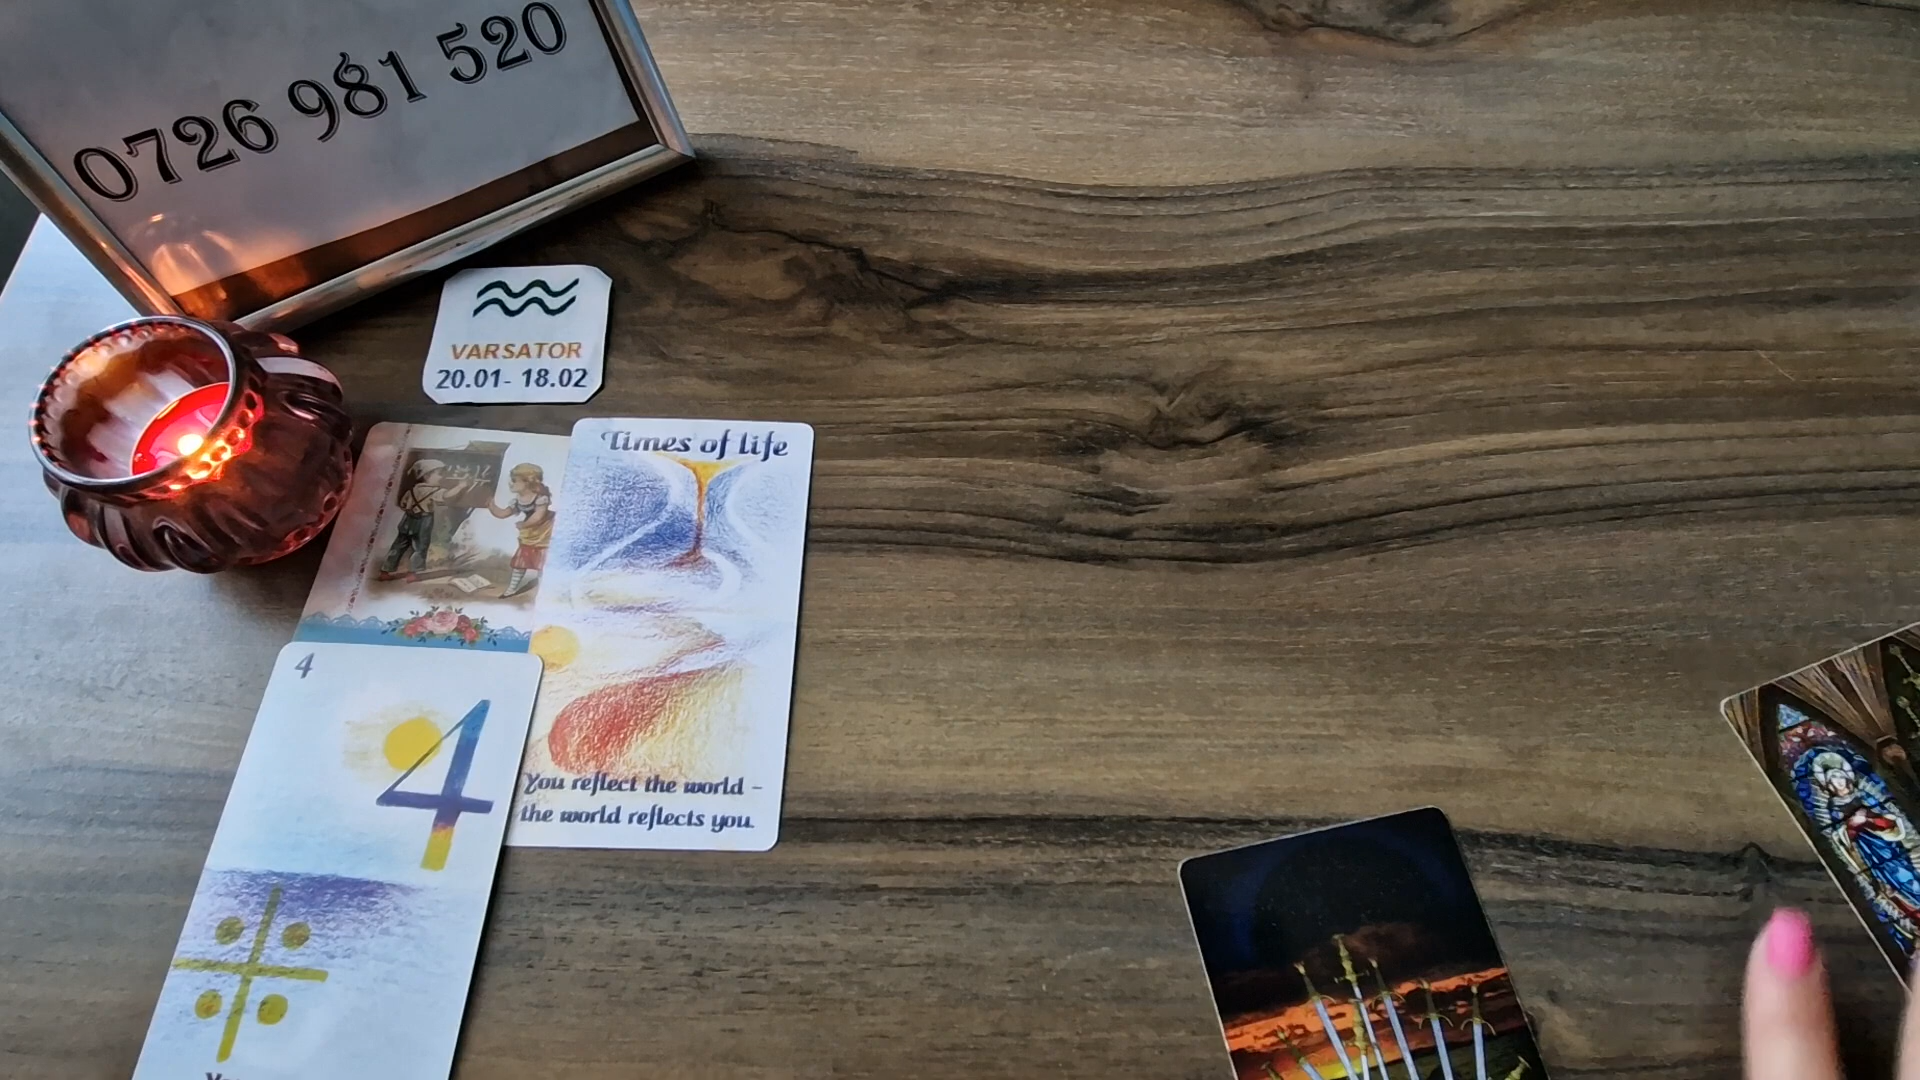 0726 981 520
VARSATOR
20.01- 18.02
Times of life
You reflect the world -
the world reflects you.
4
4